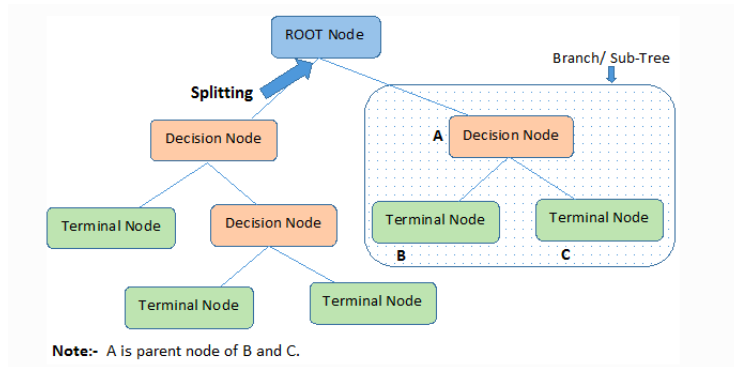 ROOT Node
Branch/ Sub-Tree
Splitting
Decision Node
A
Decision Node
Terminal Node
Decision Node
Terminal Node
Terminal Node
B
C
Terminal Node
Terminal Node
Note:- A is parent node of B and C.